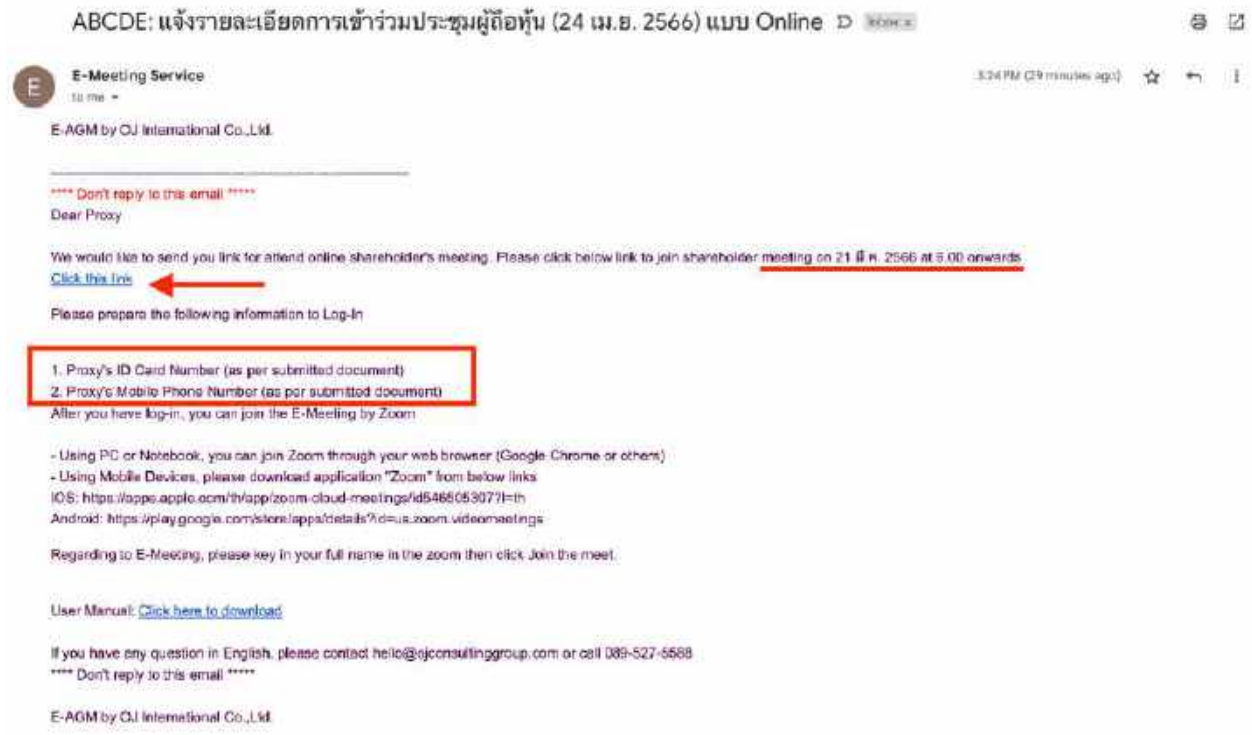 ABCDE: แจ้งรายละเอียดการเข้าร่วมประชุมผู้ถือหุ้น (24 เม.ย. 2566) แบบ Online
E-Meeting Service
3:24 PM (29 minutes ago)
E
to me
E-AGM by OJ International Co.,Ltd.
**** Don't reply to this email *****
Dear Proxy
We would like to send you link for attend online shareholder's meeting. Please click below link to join shareholder meeting on 21 มี.ค. 2566 at 6.00 onwards
Click this link
Please prepare the following information to Log-In
1. Proxy's ID Card Number (as per submitted document)
2. Proxy's Mobile Phone Number (as per submitted document)
After you have log-in, you can join the E-Meeting by Zoom
- Using PC or Notebook, you can join Zoom through your web browser (Google Chrome or others)
- Using Mobile Devices, please download application "Zoom" from below links
IOS: https://apps.apple.com/th/app/zoom-cloud-meetings/id546505307?l=th
Android: https://play.google.com/store/apps/details?id=us.zoom.videomeetings
Regarding to E-Meeting, please key in your full name in the zoom then click Join the meet.
User Manual: Click here to download
If you have any question in English, please contact hello@ojconsultinggroup.com or call 089-527-5588
**** Don't reply to this email *****
E-AGM by OJ International Co.,Ltd.